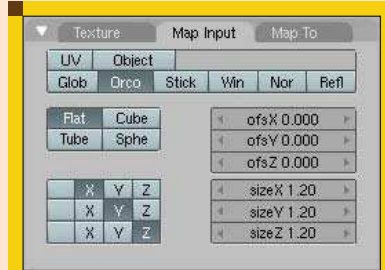 Texture Map Input Map To
UV Object
Glob Orco Stick Win Nor Refl
Flat Cube ofsX 0.000
Tube Sphe ofsY 0.000
ofsZ 0.000
X Y Z sizeX 1.20
X Y Z sizeY 1.20
X Y Z sizeZ 1.20